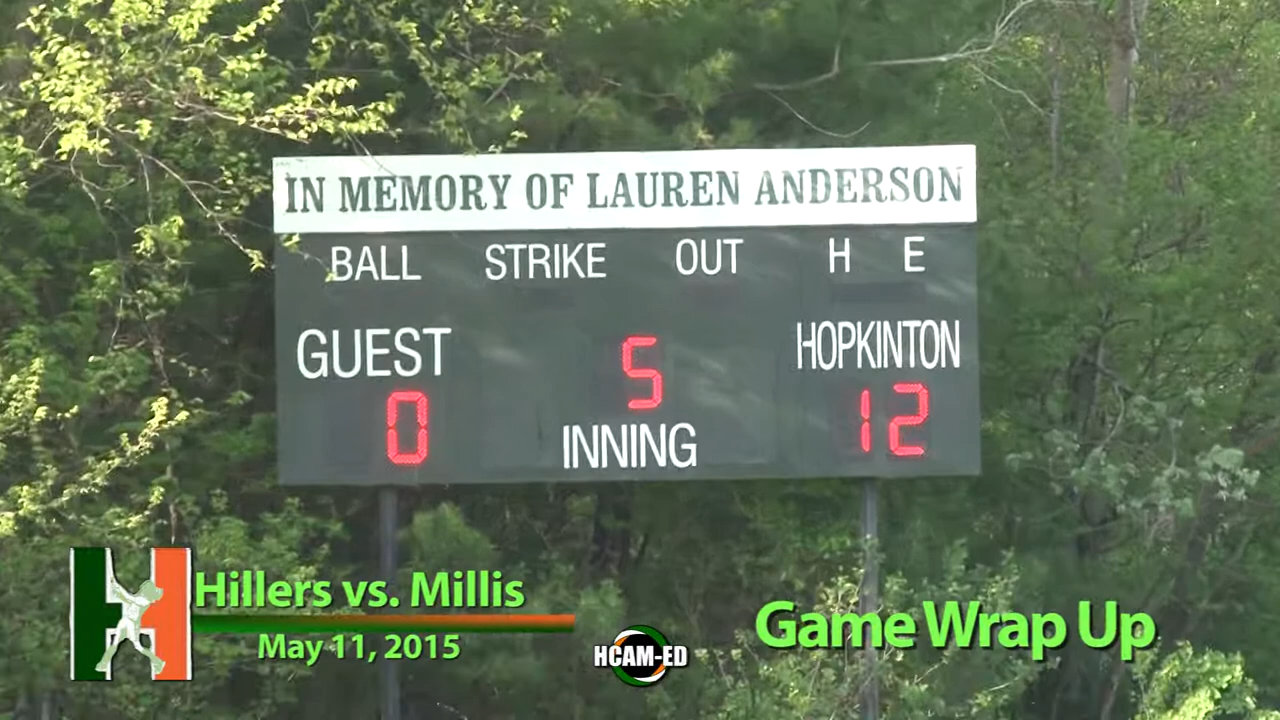 IN MEMORY OF LAUREN ANDERSON
BALL STRIKE OUT H E
GUEST 5 HOPKINTON
0 INNING 12
H
Hillers vs. Millis
May 11, 2015
HCAM-ED
Game Wrap Up